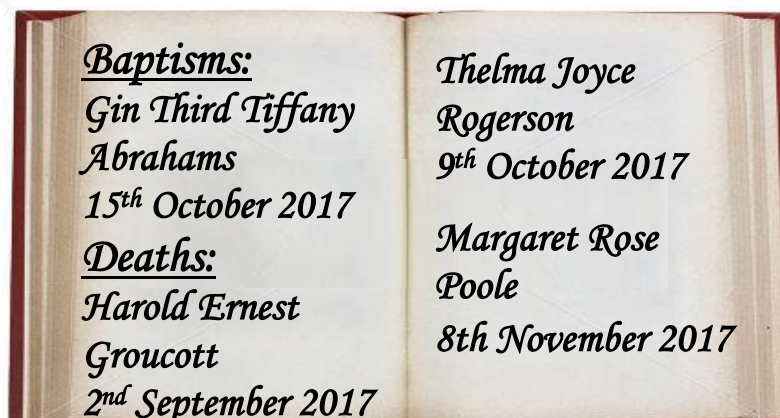 Baptisms:
Gin Third Tiffany
Abrahams
15th October 2017
Deaths:
Harold Ernest
Groucott
2nd September 2017
Thelma Joyce
Rogerson
9th October 2017
Margaret Rose
Poole
8th November 2017